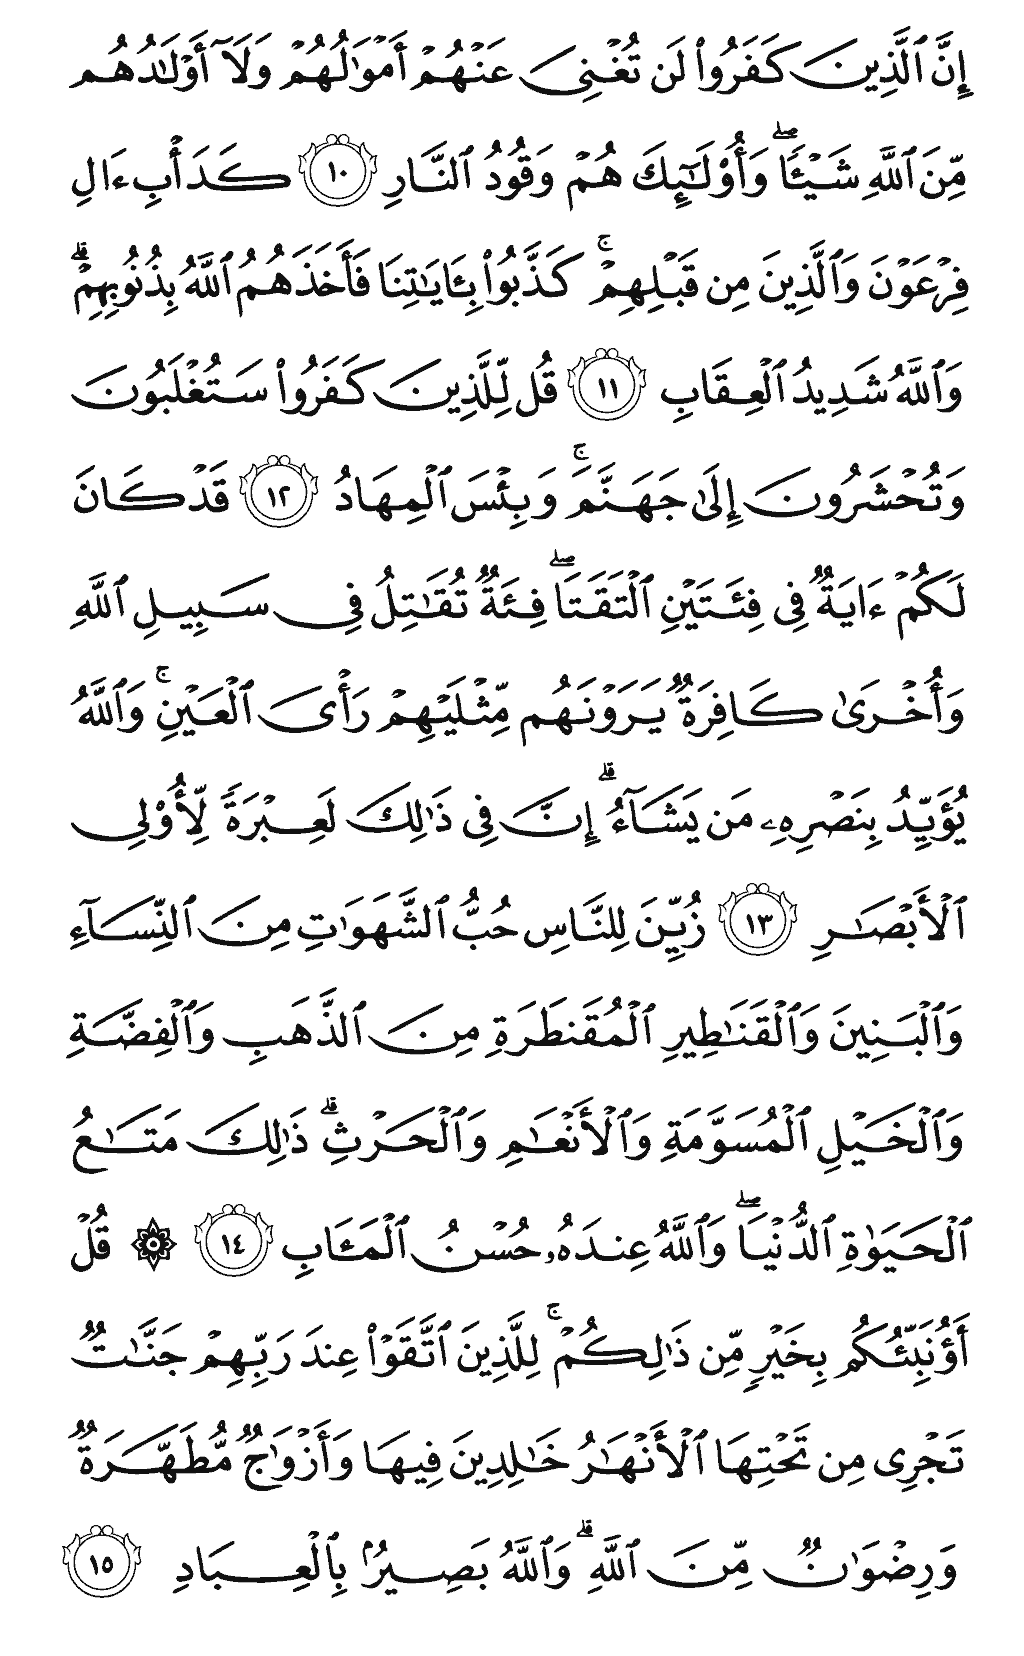 إِنَّ ٱلَّذِينَ كَفَرُوا۟ لَن تُغْنِىَ عَنْهُمْ أَمْوَٰلُهُمْ وَلَآ أَوْلَـٰدُهُم
مِّنَ ٱللَّهِ شَيْـًٔا ۖ وَأُو۟لَـٰٓئِكَ هُمْ وَقُودُ ٱلنَّارِ ١٠ كَدَأْبِ ءَالِ
فِرْعَوْنَ وَٱلَّذِينَ مِن قَبْلِهِمْ ۚ كَذَّبُوا۟ بِـَٔايَـٰتِنَا فَأَخَذَهُمُ ٱللَّهُ بِذُنُوبِهِمْ ۗ
وَٱللَّهُ شَدِيدُ ٱلْعِقَابِ ١١ قُل لِّلَّذِينَ كَفَرُوا۟ سَتُغْلَبُونَ
وَتُحْشَرُونَ إِلَىٰ جَهَنَّمَ ۚ وَبِئْسَ ٱلْمِهَادُ ١٢ قَدْ كَانَ
لَكُمْ ءَايَةٌ فِى فِئَتَيْنِ ٱلْتَقَتَا ۖ فِئَةٌ تُقَـٰتِلُ فِى سَبِيلِ ٱللَّهِ
وَأُخْرَىٰ كَافِرَةٌ يَرَوْنَهُم مِّثْلَيْهِمْ رَأْىَ ٱلْعَيْنِ ۚ وَٱللَّهُ
يُؤَيِّدُ بِنَصْرِهِۦ مَن يَشَآءُ ۗ إِنَّ فِى ذَٰلِكَ لَعِبْرَةً لِّأُو۟لِى
ٱلْأَبْصَـٰرِ ١٣ زُيِّنَ لِلنَّاسِ حُبُّ ٱلشَّهَوَٰتِ مِنَ ٱلنِّسَآءِ
وَٱلْبَنِينَ وَٱلْقَنَـٰطِيرِ ٱلْمُقَنطَرَةِ مِنَ ٱلذَّهَبِ وَٱلْفِضَّةِ
وَٱلْخَيْلِ ٱلْمُسَوَّمَةِ وَٱلْأَنْعَـٰمِ وَٱلْحَرْثِ ۗ ذَٰلِكَ مَتَـٰعُ
ٱلْحَيَوٰةِ ٱلدُّنْيَا ۖ وَٱللَّهُ عِندَهُۥ حُسْنُ ٱلْمَـَٔابِ ١٤ ۞ قُلْ
أَؤُنَبِّئُكُم بِخَيْرٍ مِّن ذَٰلِكُمْ ۚ لِلَّذِينَ ٱتَّقَوْا۟ عِندَ رَبِّهِمْ جَنَّـٰتٌ
تَجْرِى مِن تَحْتِهَا ٱلْأَنْهَـٰرُ خَـٰلِدِينَ فِيهَا وَأَزْوَٰجٌ مُّطَهَّرَةٌ
وَرِضْوَٰنٌ مِّنَ ٱللَّهِ ۗ وَٱللَّهُ بَصِيرٌۢ بِٱلْعِبَادِ ١٥